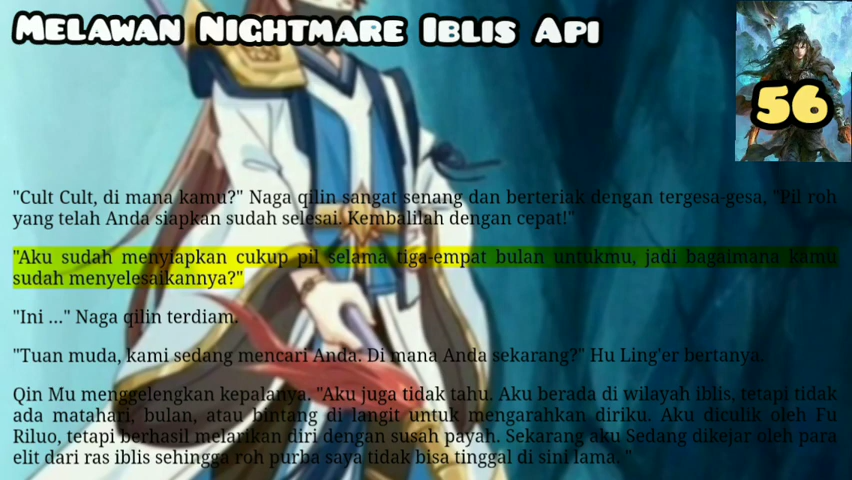 Melawan Nightmare Iblis Api
56
"Cult Cult, di mana kamu?" Naga qilin sangat senang dan berteriak dengan tergesa-gesa, "Pil roh
yang telah Anda siapkan sudah selesai. Kembalilah dengan cepat!"
"Aku sudah menyiapkan cukup pil selama tiga-empat bulan untukmu, jadi bagaimana kamu
sudah menyelesaikannya?"
"Ini ..." Naga qilin terdiam.
"Tuan muda, kami sedang mencari Anda. Di mana Anda sekarang?" Hu Ling'er bertanya.
Qin Mu menggelengkan kepalanya. "Aku juga tidak tahu. Aku berada di wilayah iblis, tetapi tidak
ada matahari, bulan, atau bintang di langit untuk mengarahkan diriku. Aku diculik oleh Fu
Riluo, tetapi berhasil melarikan diri dengan susah payah. Sekarang aku Sedang dikejar oleh para
elit dari ras iblis sehingga roh purba saya tidak bisa tinggal di sini lama. "